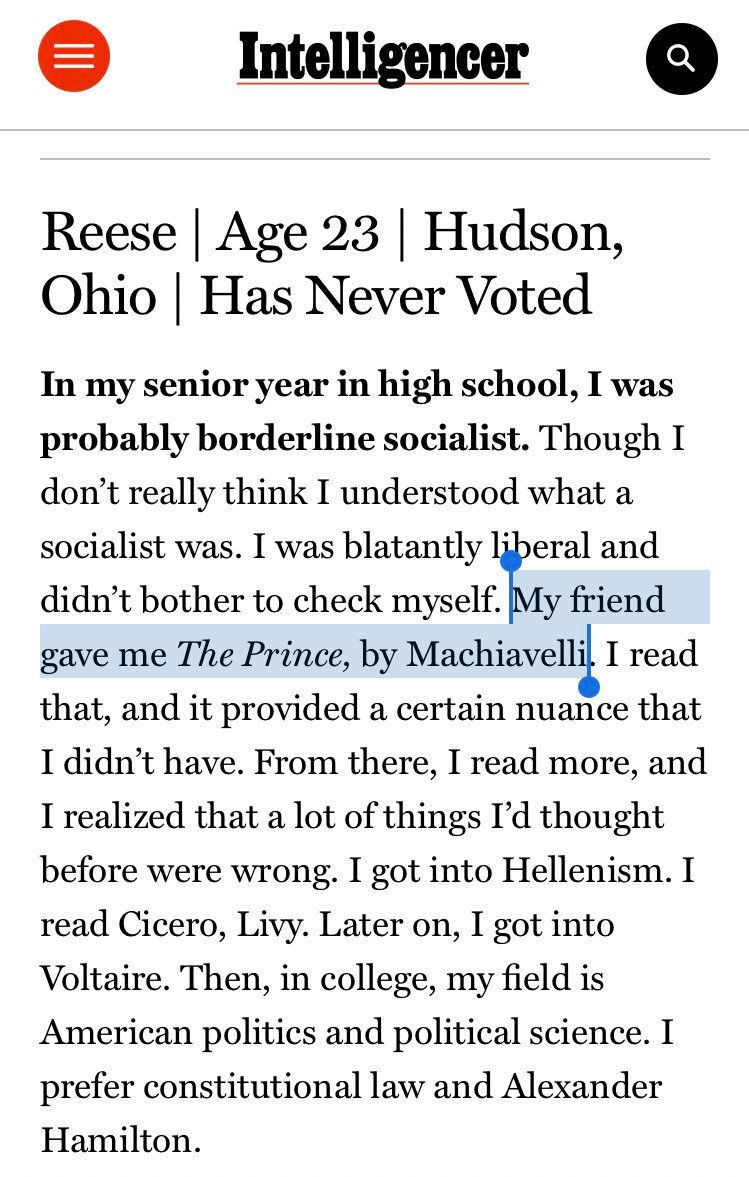 Intelligencer
Reese | Age 23 | Hudson,
Ohio | Has Never Voted
In my senior year in high school, I was
probably borderline socialist. Though I
don’t really think I understood what a
socialist was. I was blatantly liberal and
didn’t bother to check myself. My friend
gave me The Prince, by Machiavelli. I read
that, and it provided a certain nuance that
I didn’t have. From there, I read more, and
I realized that a lot of things I’d thought
before were wrong. I got into Hellenism. I
read Cicero, Livy. Later on, I got into
Voltaire. Then, in college, my field is
American politics and political science. I
prefer constitutional law and Alexander
Hamilton.